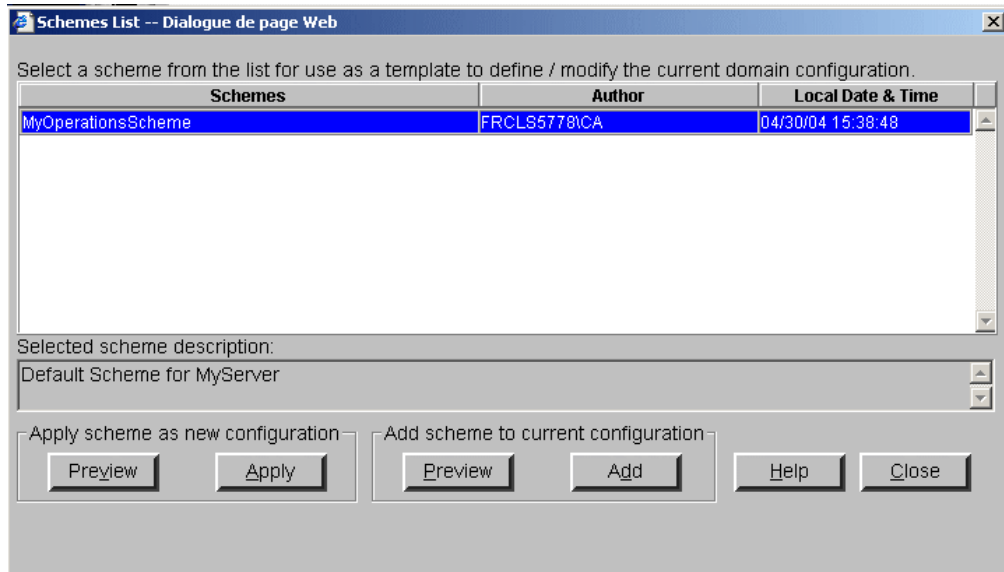 Schemes List -- Dialogue de page Web
Select a scheme from the list for use as a template to define / modify the current domain configuration.
Schemes Author Local Date & Time
MyOperationsScheme FRCLS5778\CA 04/30/04 15:38:48
Selected scheme description:
Default Scheme for MyServer
Apply scheme as new configuration Add scheme to current configuration
Preview Apply Preview Add Help Close